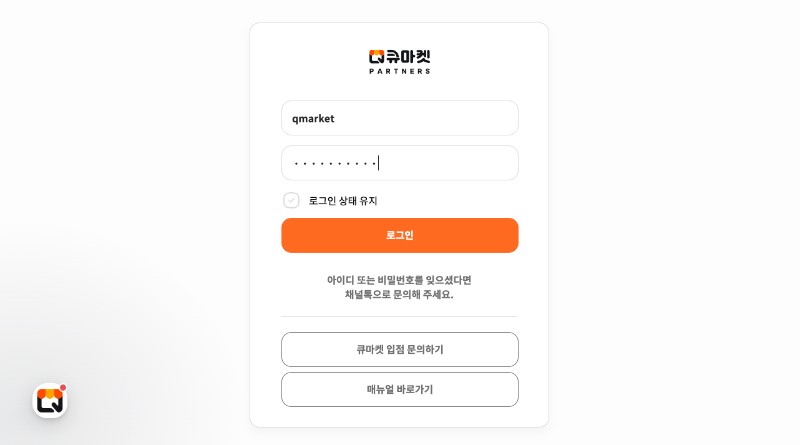 큐마켓
PARTNERS
qmarket
••••••••••
로그인 상태 유지
로그인
아이디 또는 비밀번호를 잊으셨다면
채널톡으로 문의해 주세요.
큐마켓 입점 문의하기
매뉴얼 바로가기